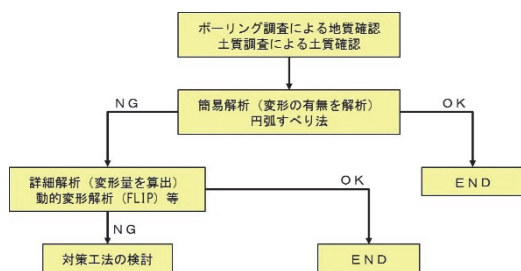 ボーリング調査による地質確認
土質調査による土質確認
NG
簡易解析（変形の有無を解析）
円弧すべり法
OK
詳細解析（変形量を算出）
動的変形解析（FLIP）等
OK
END
NG
対策工法の検討
END